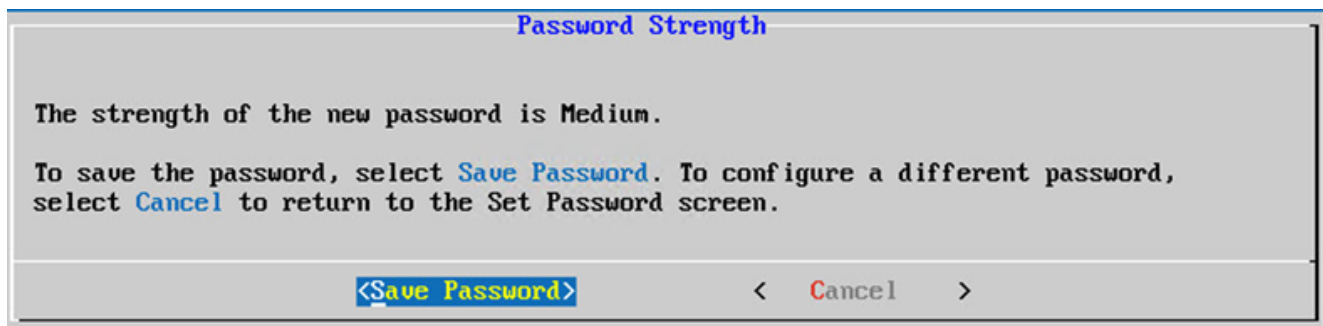 Password Strength
The strength of the new password is Medium.
To save the password, select Save Password. To configure a different password,
select Cancel to return to the Set Password screen.
<Save Password> < Cancel >